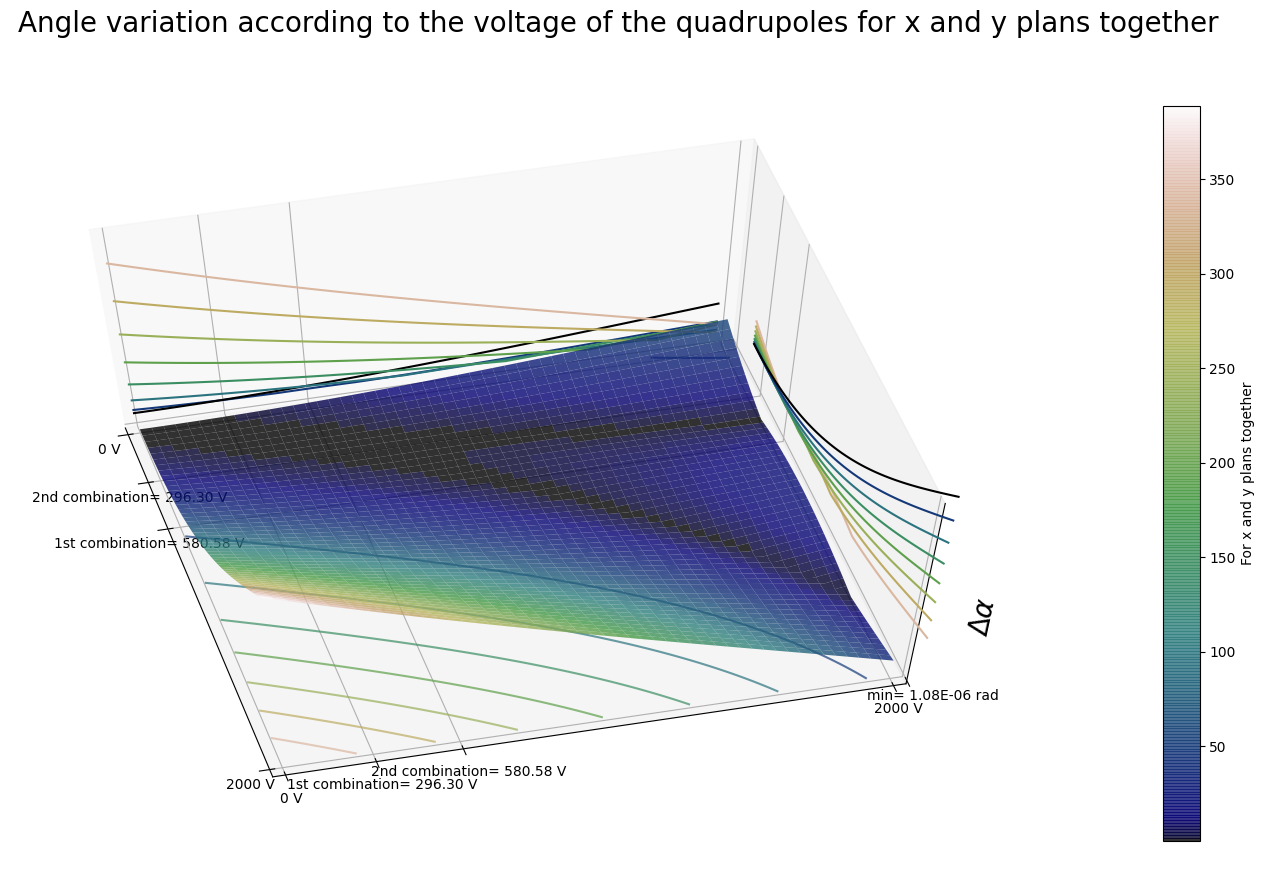 Angle variation according to the voltage of the quadrupoles for x and y plans together
350
300
250
200
150
100
50
For x and y plans together
0 V
2nd combination= 296.30 V
1st combination= 580.58 V
2000 V
0 V
1st combination= 296.30 V
2nd combination= 580.58 V
2000 V
min= 1.08E-06 rad
Δα